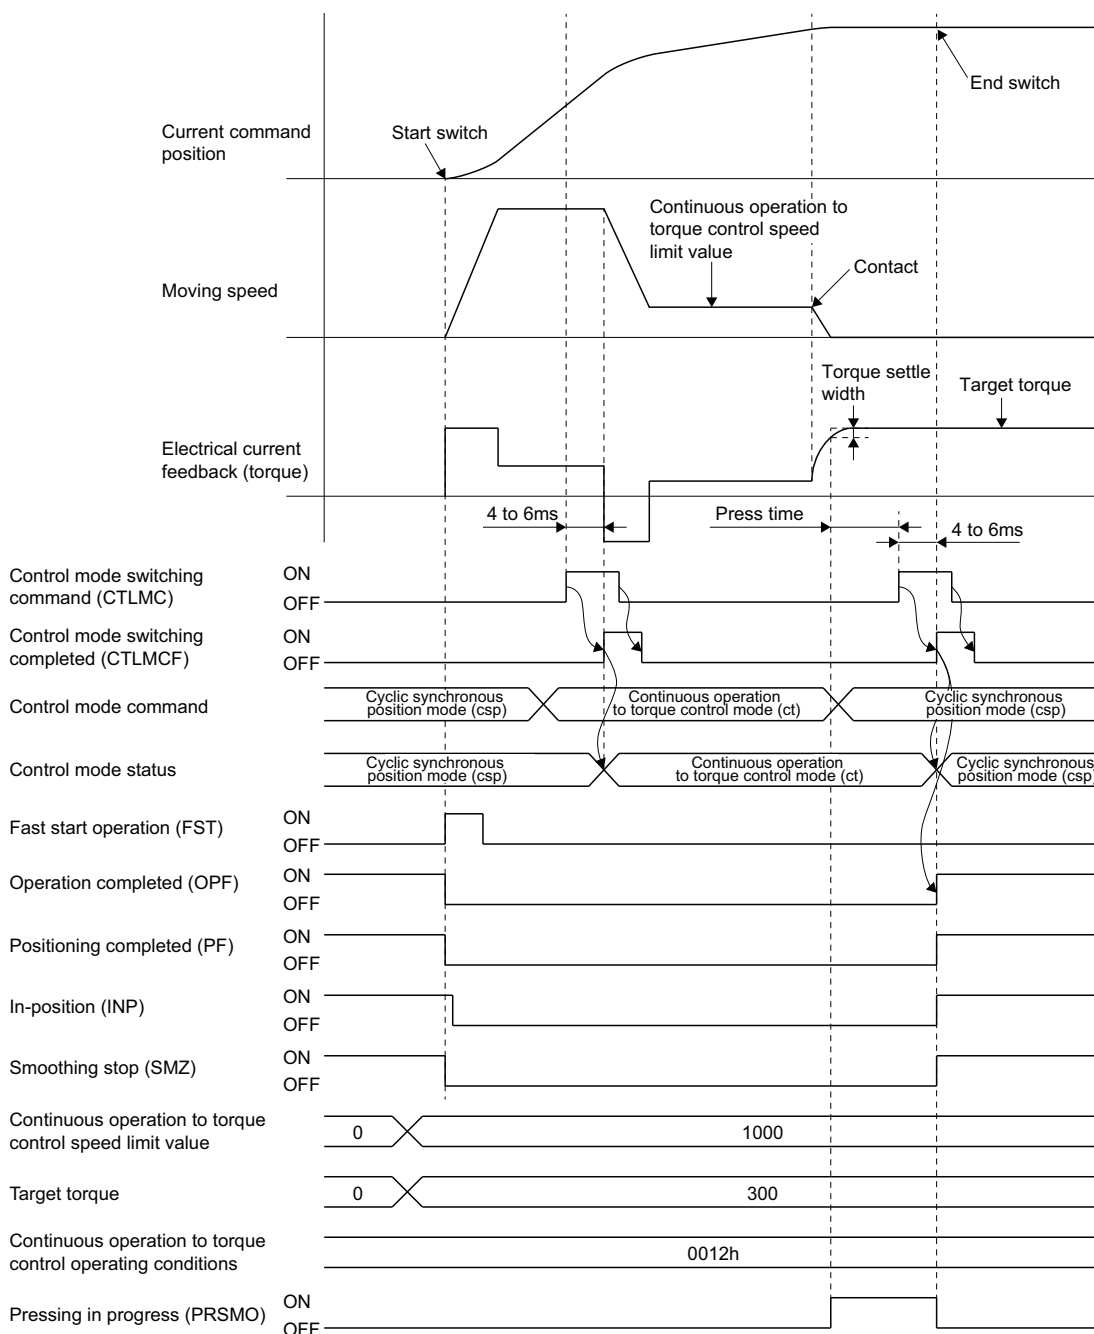 End switch
Start switch
Current command
position
Continuous operation to
torque control speed
limit value
Contact
Moving speed
Torque settle
width
Target torque
Electrical current
feedback (torque)
4 to 6ms
Press time
4 to 6ms
Control mode switching
command (CTLMC)
ON
OFF
Control mode switching
completed (CTLMCF)
ON
OFF
Control mode command
Cyclic synchronous
position mode (csp)
Continuous operation
to torque control mode (ct)
Cyclic synchronous
position mode (csp)
Control mode status
Cyclic synchronous
position mode (csp)
Continuous operation
to torque control mode (ct)
Cyclic synchronous
position mode (csp)
Fast start operation (FST)
ON
OFF
Operation completed (OPF)
ON
OFF
Positioning completed (PF)
ON
OFF
In-position (INP)
ON
OFF
Smoothing stop (SMZ)
ON
OFF
Continuous operation to torque
control speed limit value
0
1000
Target torque
0
300
Continuous operation to torque
control operating conditions
0012h
Pressing in progress (PRSMO)
ON
OFF